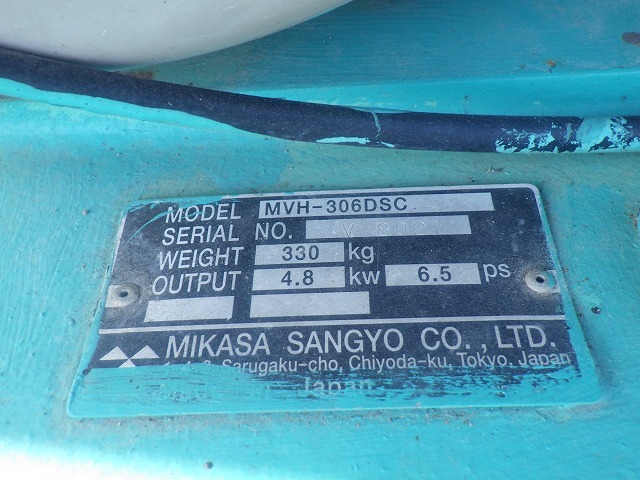 MODEL MVH-306DSC
SERIAL NO.
WEIGHT 330 kg
OUTPUT 4.8 kw 6.5 ps
MIKASA SANGYO CO., LTD.
Sarugaku-cho, Chiyoda-ku, Tokyo, Japan
Japan